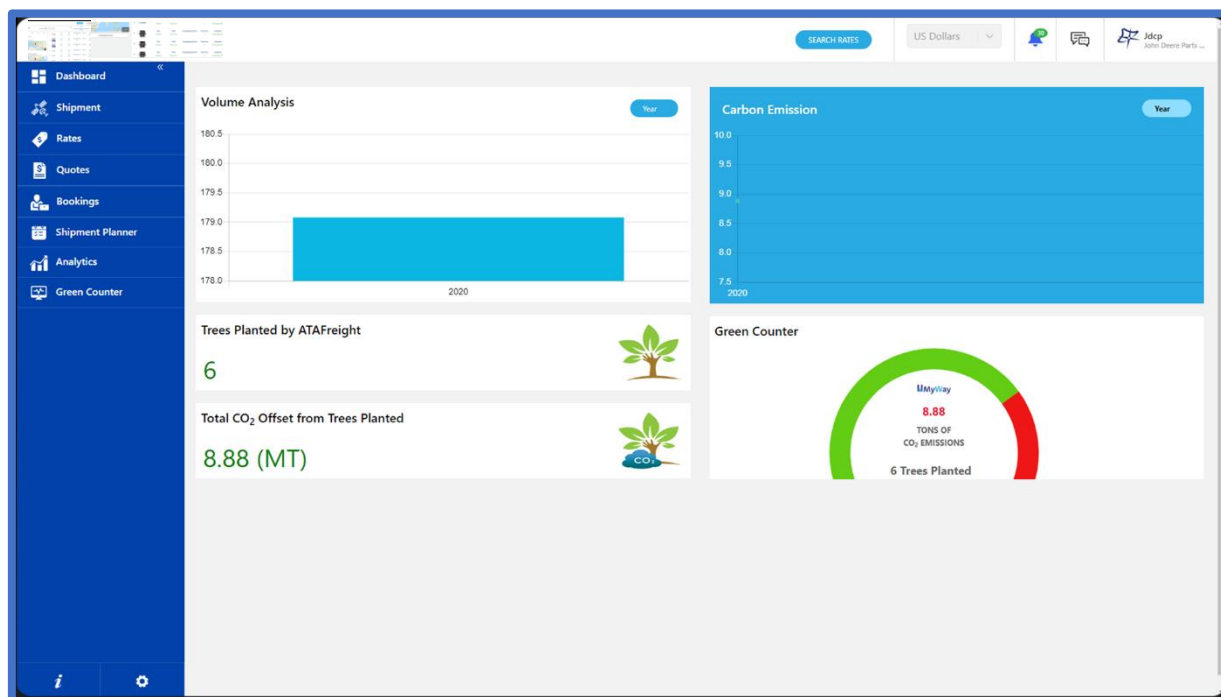 SEARCH RATES
US Dollars
10
Jdcp
John Deere Parts ...
«
Dashboard
Shipment
Rates
Quotes
Bookings
Shipment Planner
Analytics
Green Counter
i
Volume Analysis
Year
180.5
180.0
179.5
179.0
178.5
178.0
2020
Carbon Emission
Year
10.0
9.5
9.0
8.5
8.0
7.5
2020
Trees Planted by ATAFreight
6
Total CO₂ Offset from Trees Planted
8.88 (MT)
CO₂
Green Counter
MyWay
8.88
TONS OF
CO₂ EMISSIONS
6 Trees Planted